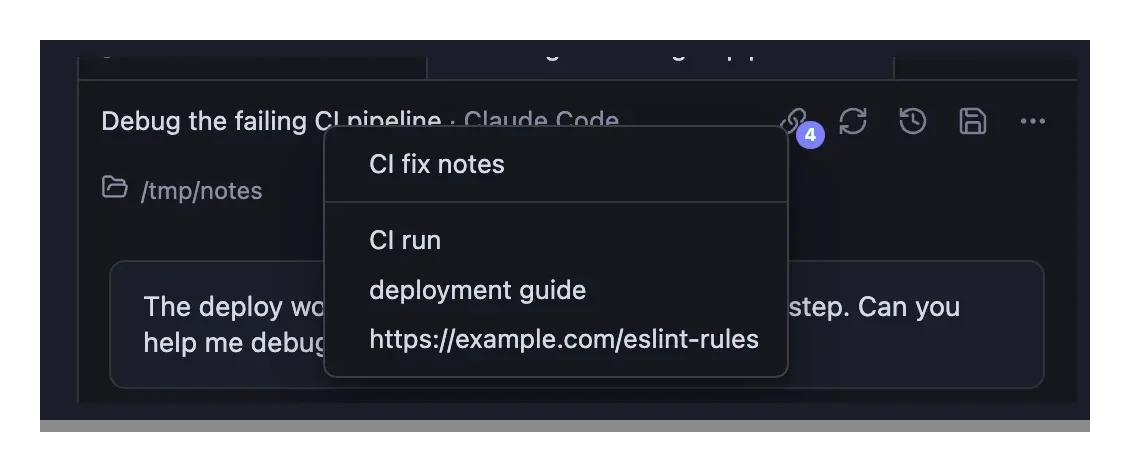 Debug the failing CI pipeline · Claude Code
4
/tmp/notes
CI fix notes
CI run
deployment guide
https://example.com/eslint-rules
The deploy wo step. Can you
help me debug